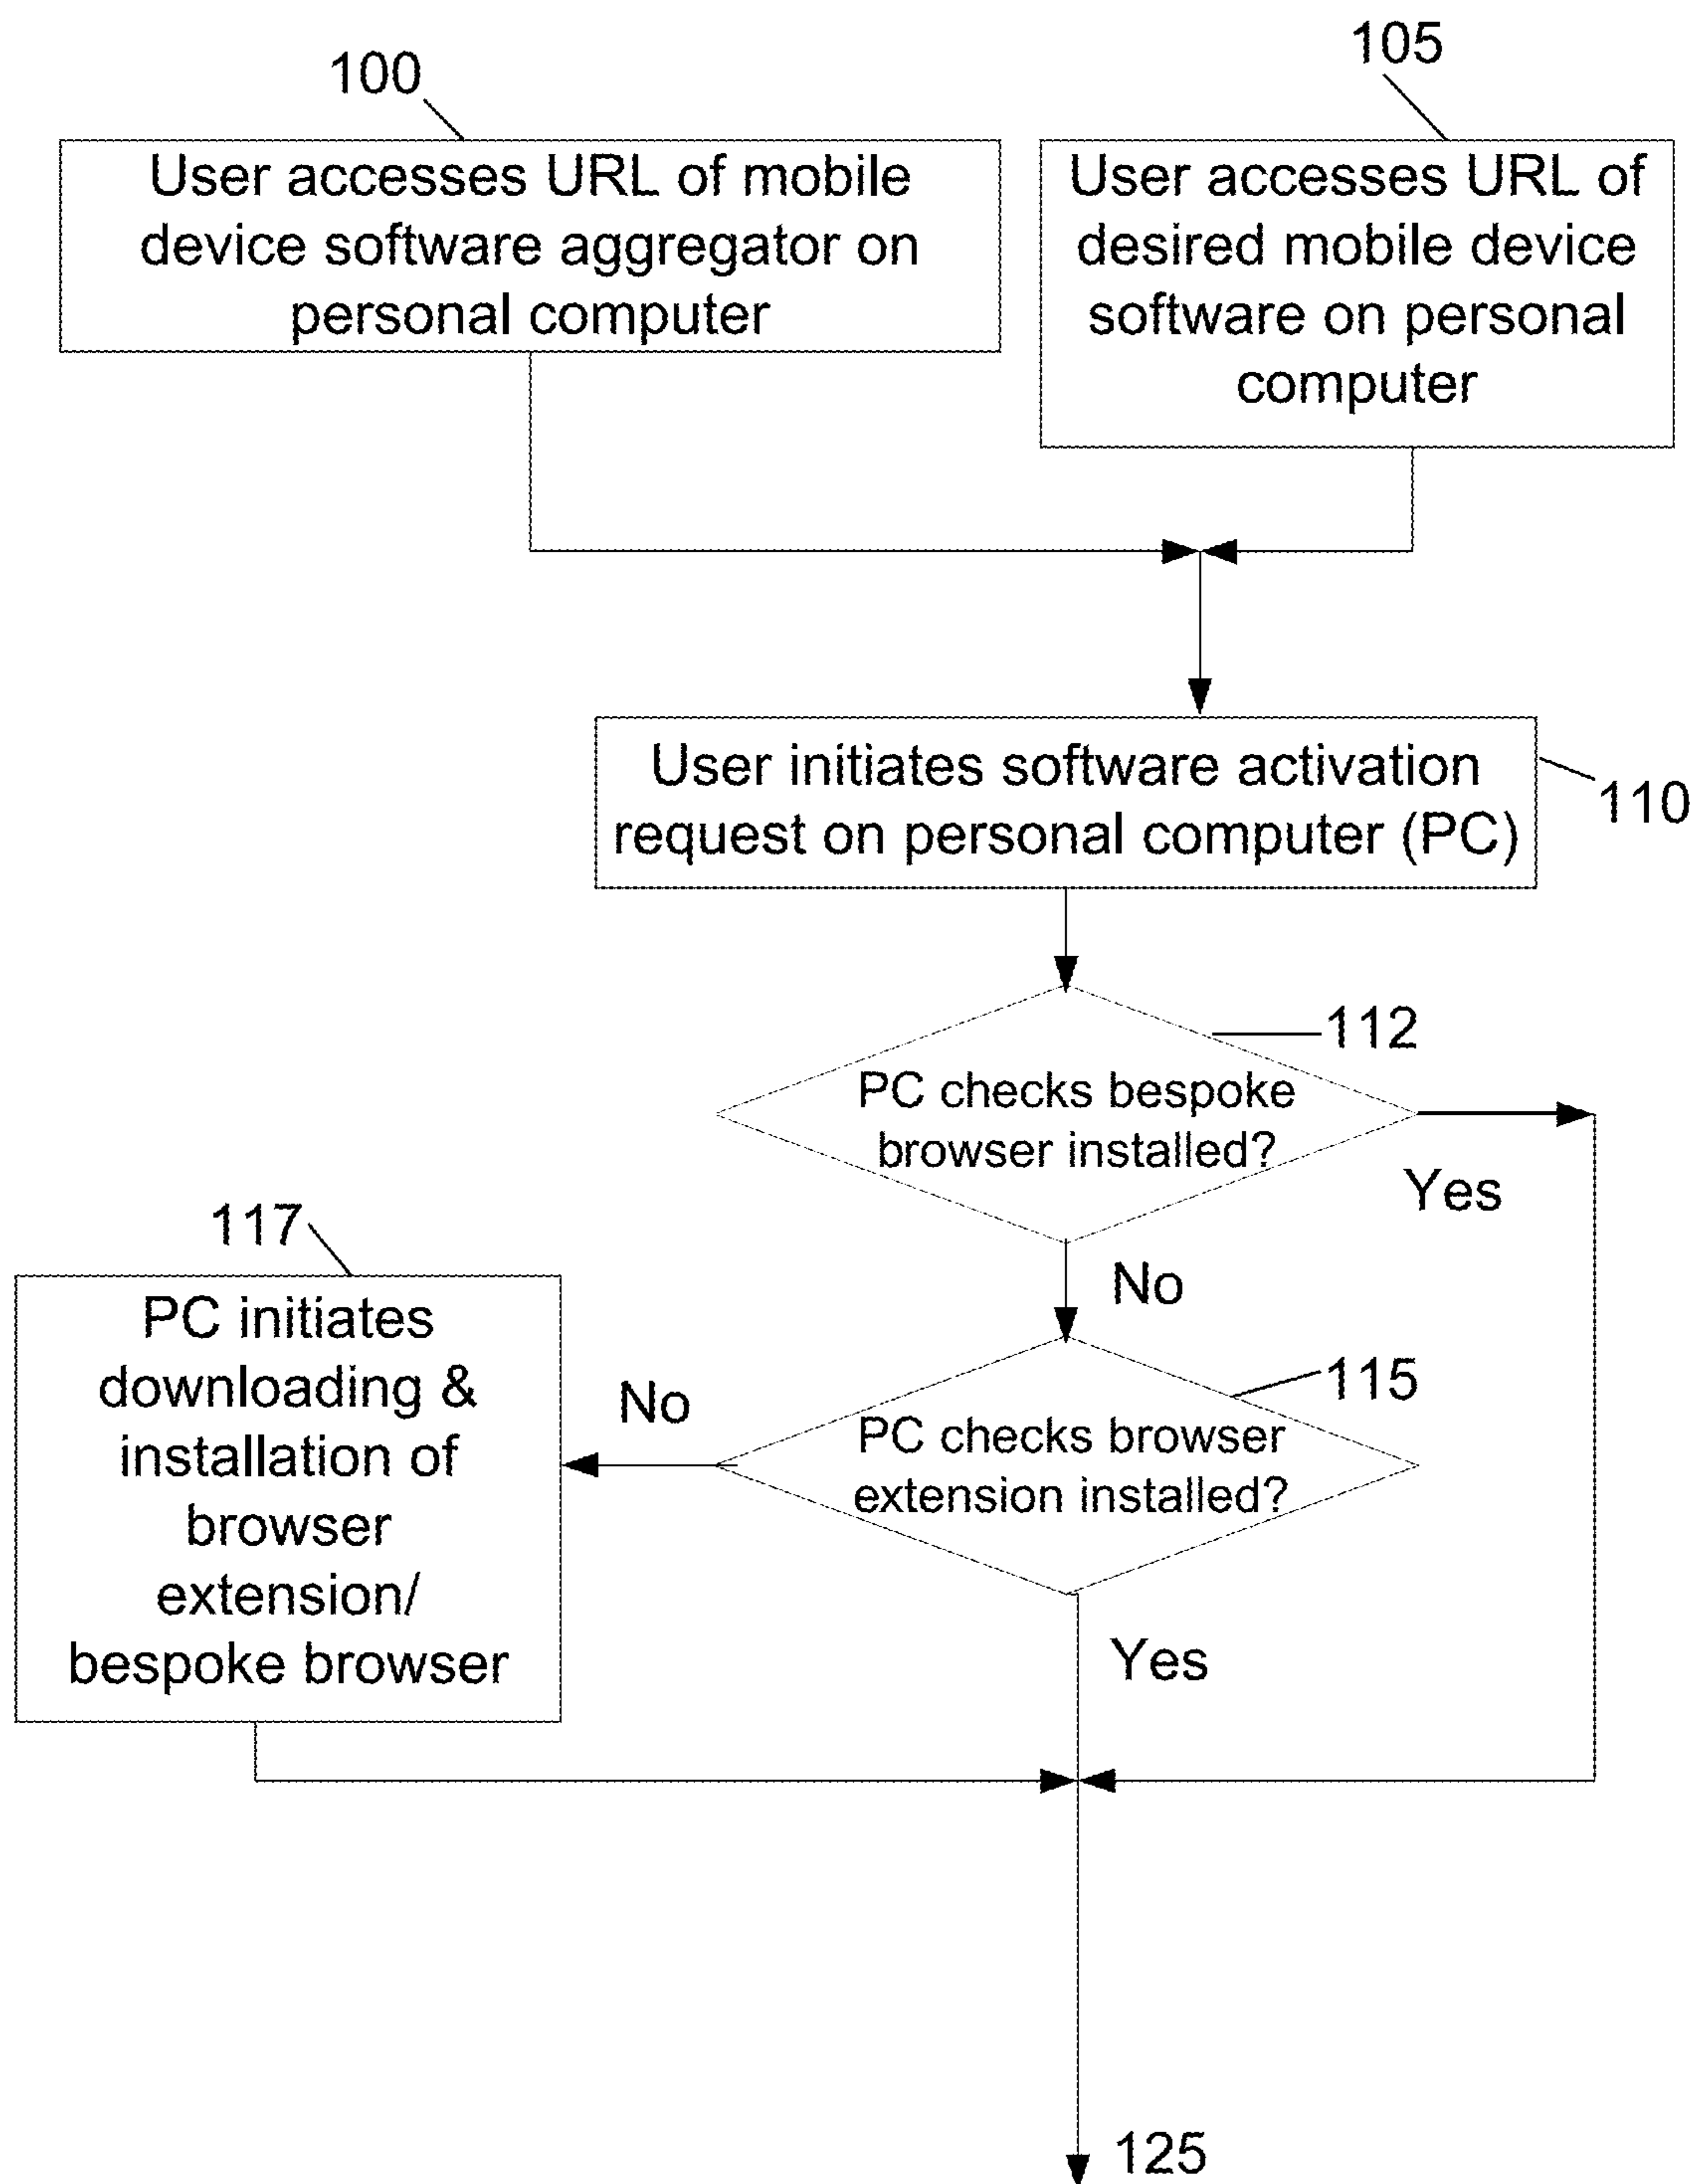 100
105
User accesses URL of mobile
device software aggregator on
personal computer
User accesses URL of
desired mobile device
software on personal
computer
User initiates software activation
request on personal computer (PC)
110
112
PC checks bespoke
browser installed?
Yes
No
117
PC initiates
downloading &
installation of
browser
extension/
bespoke browser
No
115
PC checks browser
extension installed?
Yes
125